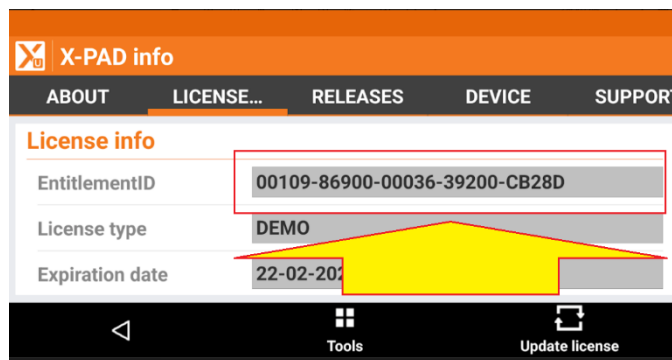 Xu X-PAD info
ABOUT LICENSE... RELEASES DEVICE SUPPORT
License info
EntitlementID 00109-86900-00036-39200-CB28D
License type DEMO
Expiration date 22-02-202
Tools Update license